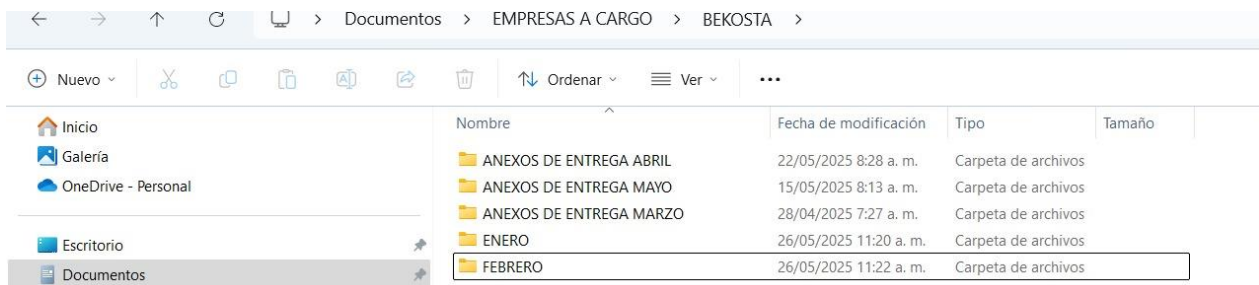 Documentos > EMPRESAS A CARGO > BEKOSTA >
Nuevo Ordenar Ver
Inicio
Galería
OneDrive - Personal
Escritorio
Documentos
Nombre Fecha de modificación Tipo Tamaño
ANEXOS DE ENTREGA ABRIL 22/05/2025 8:28 a. m. Carpeta de archivos
ANEXOS DE ENTREGA MAYO 15/05/2025 8:13 a. m. Carpeta de archivos
ANEXOS DE ENTREGA MARZO 28/04/2025 7:27 a. m. Carpeta de archivos
ENERO 26/05/2025 11:20 a. m. Carpeta de archivos
FEBRERO 26/05/2025 11:22 a. m. Carpeta de archivos